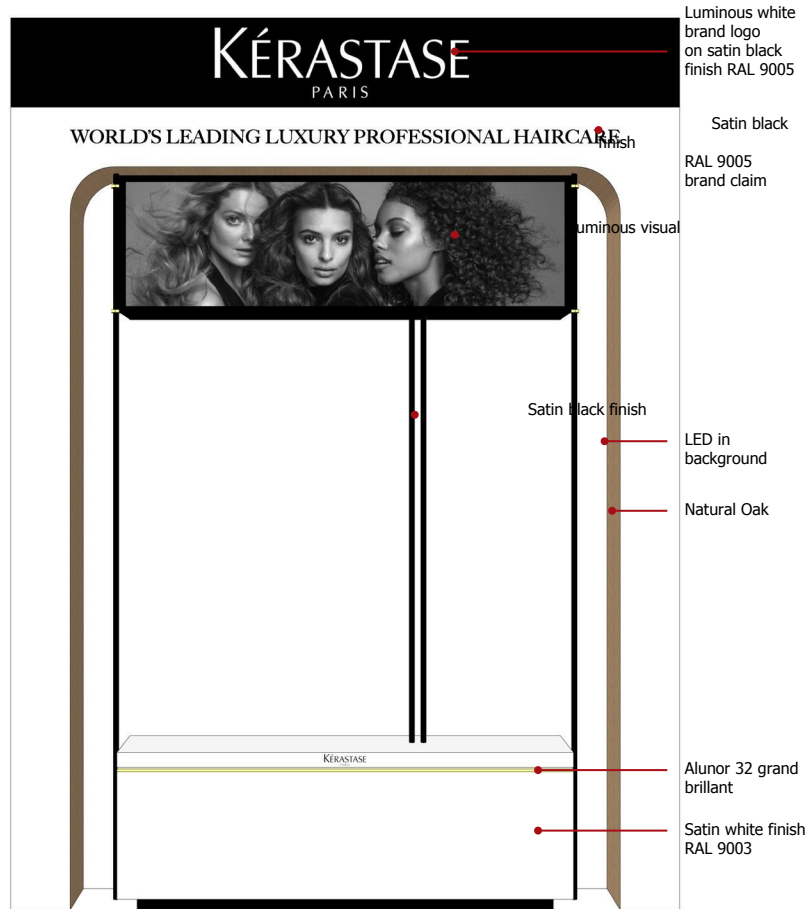 KÉRASTASE
PARIS
Luminous white
brand logo
on satin black
finish RAL 9005
WORLD'S LEADING LUXURY PROFESSIONAL HAIRCARE
Satin black
finish
RAL 9005
brand claim
uminous visual
Satin black finish
LED in
background
Natural Oak
KÉRASTASE
PARIS
Alunor 32 grand
brillant
Satin white finish
RAL 9003